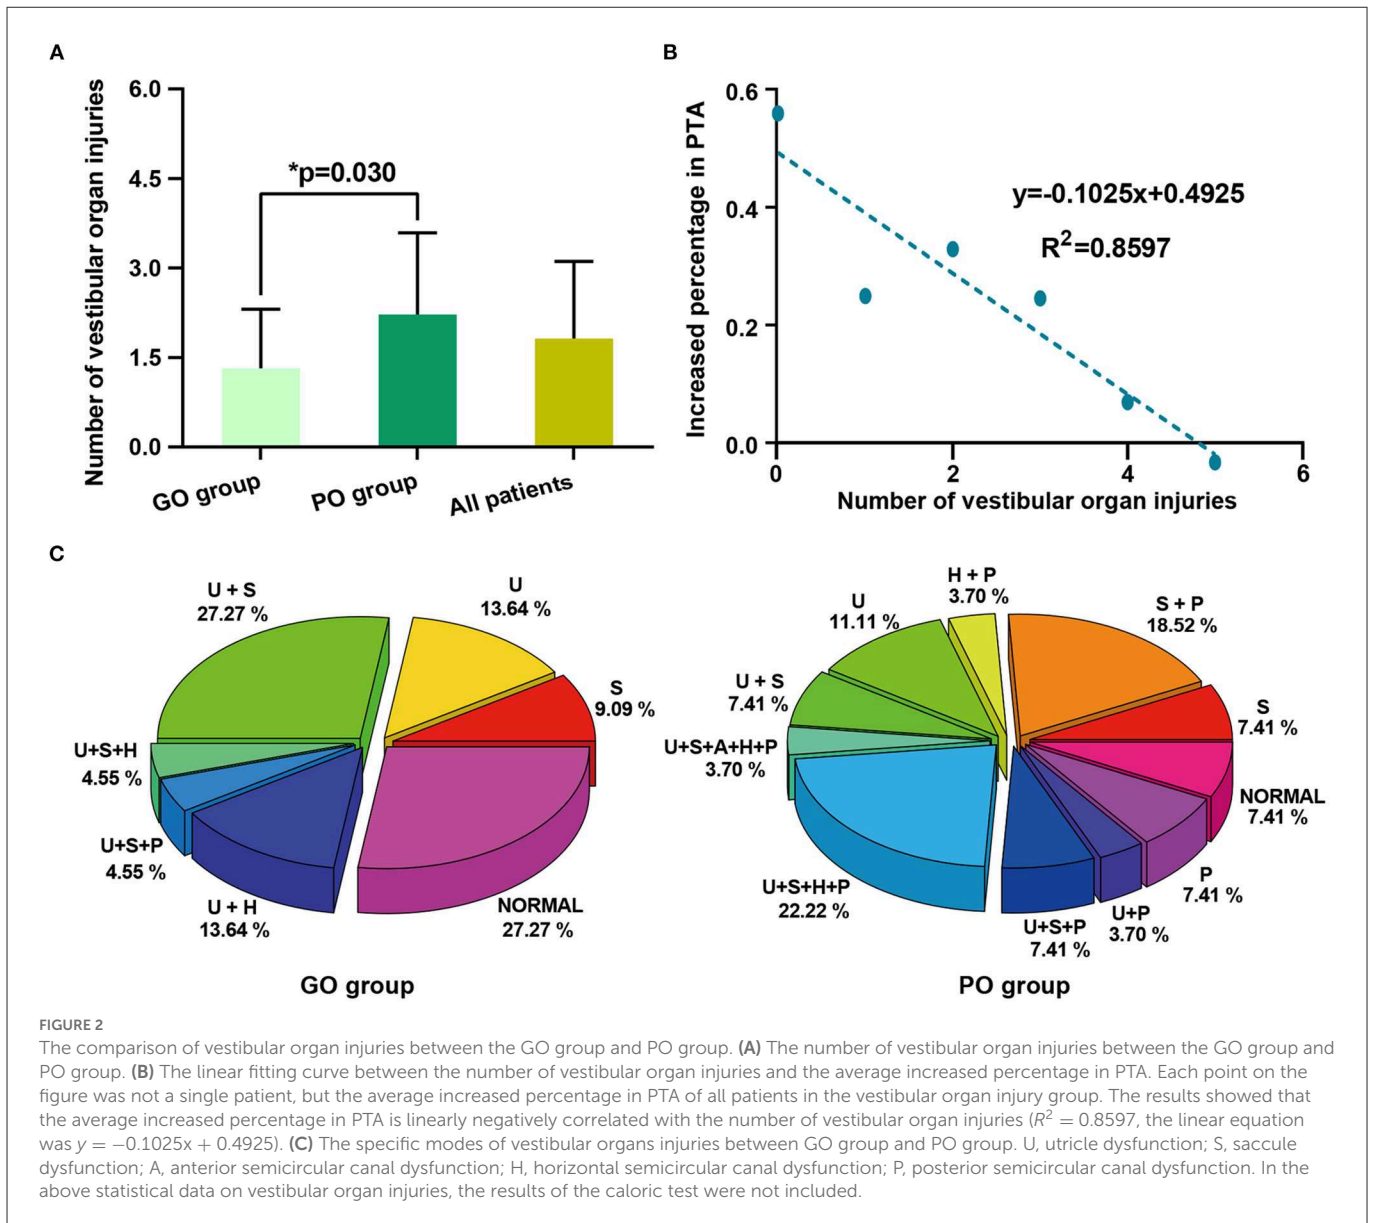 A
Number of vestibular organ injuries
6.0
4.5
3.0
1.5
0.0
*p=0.030
GO group
PO group
All patients
B
Increased percentage in PTA
0.6
0.4
0.2
0.0
y=-0.1025x+0.4925
R²=0.8597
0
2
4
6
Number of vestibular organ injuries
C
U + S
27.27 %
U
13.64 %
S
9.09 %
U+S+H
4.55 %
U+S+P
4.55 %
U + H
13.64 %
NORMAL
27.27 %
GO group
H + P
3.70 %
U
11.11 %
S + P
18.52 %
U + S
7.41 %
S
7.41 %
U+S+A+H+P
3.70 %
NORMAL
7.41 %
U+S+H+P
22.22 %
P
7.41 %
U+P
3.70 %
U+S+P
7.41 %
PO group
FIGURE 2
The comparison of vestibular organ injuries between the GO group and PO group. (A) The number of vestibular organ injuries between the GO group and
PO group. (B) The linear fitting curve between the number of vestibular organ injuries and the average increased percentage in PTA. Each point on the
figure was not a single patient, but the average increased percentage in PTA of all patients in the vestibular organ injury group. The results showed that
the average increased percentage in PTA is linearly negatively correlated with the number of vestibular organ injuries (R² = 0.8597, the linear equation
was y = −0.1025x + 0.4925). (C) The specific modes of vestibular organs injuries between GO group and PO group. U, utricle dysfunction; S, saccule
dysfunction; A, anterior semicircular canal dysfunction; H, horizontal semicircular canal dysfunction; P, posterior semicircular canal dysfunction. In the
above statistical data on vestibular organ injuries, the results of the caloric test were not included.